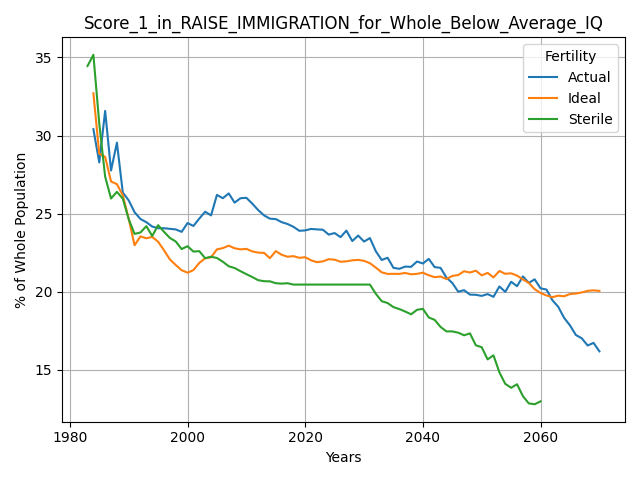 Score_1_in_RAISE_IMMIGRATION_for_Whole_Below_Average_IQ
Fertility
Actual
Ideal
Sterile
% of Whole Population
35
30
25
20
15
1980
2000
2020
2040
2060
Years